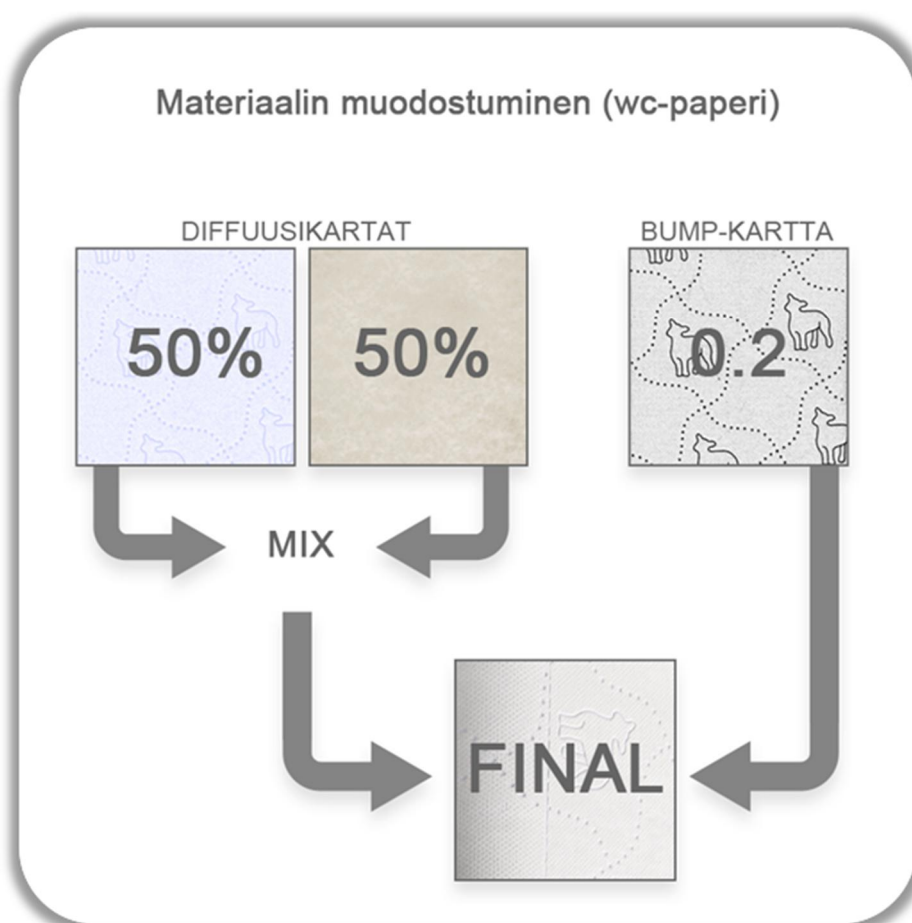 Materiaalin muodostuminen (wc-paperi)
DIFFUUSIKARTAT
BUMP-KARTTA
50%
50%
0.2
MIX
FINAL